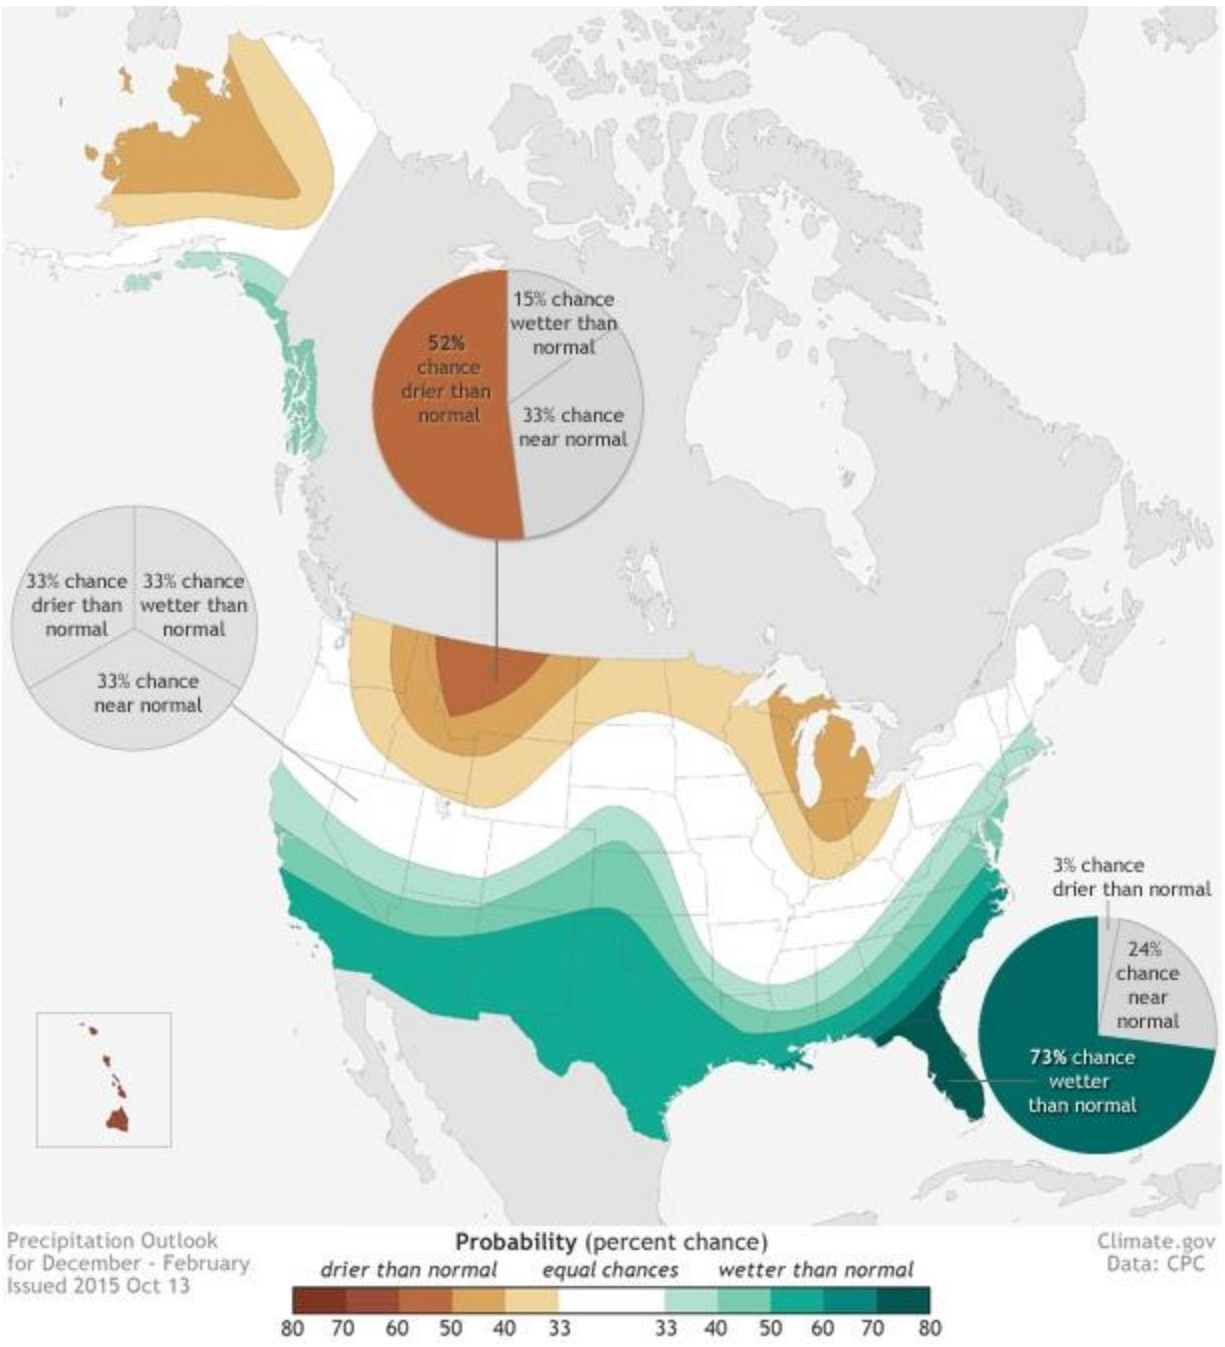 15% chance
wetter than
normal
52%
chance
drier than
normal
33% chance
near normal
33% chance
drier than
normal
33% chance
wetter than
normal
33% chance
near normal
3% chance
drier than normal
24%
chance
near
normal
73% chance
wetter
than normal
Precipitation Outlook
for December - February
Issued 2015 Oct 13
Probability (percent chance)
drier than normal equal chances wetter than normal
80 70 60 50 40 33 33 40 50 60 70 80
Climate.gov
Data: CPC